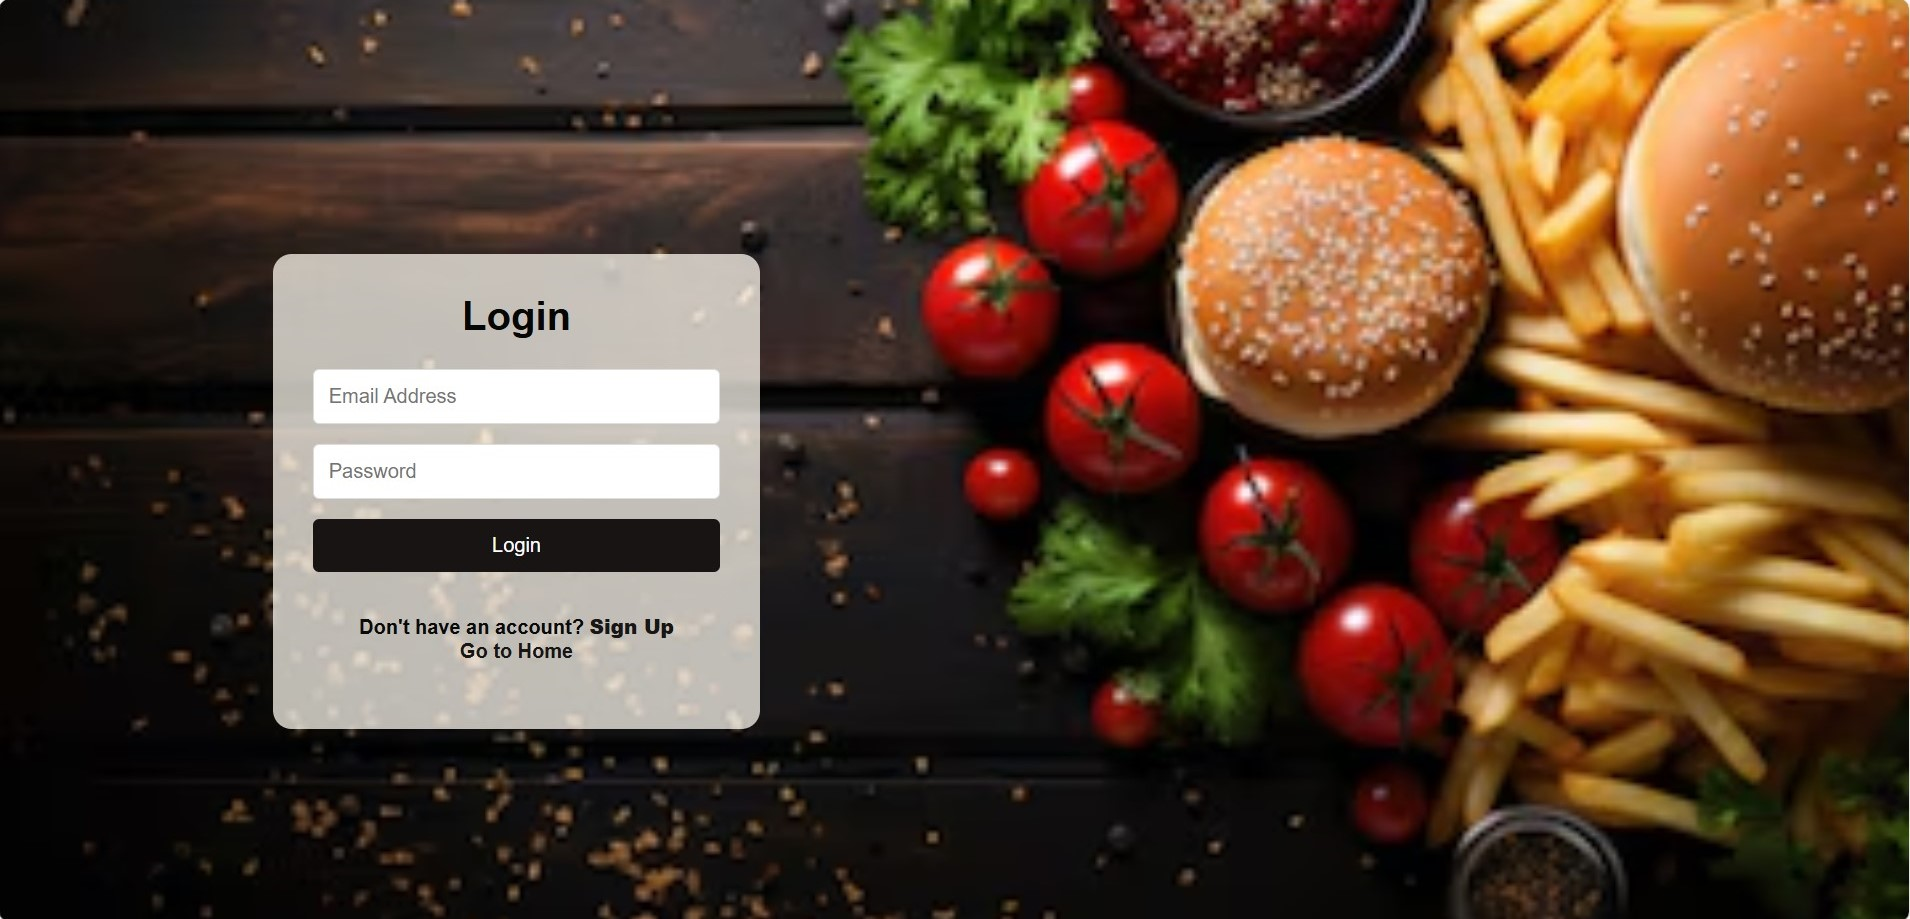 Login
Email Address
Password
Login
Don't have an account? Sign Up
Go to Home